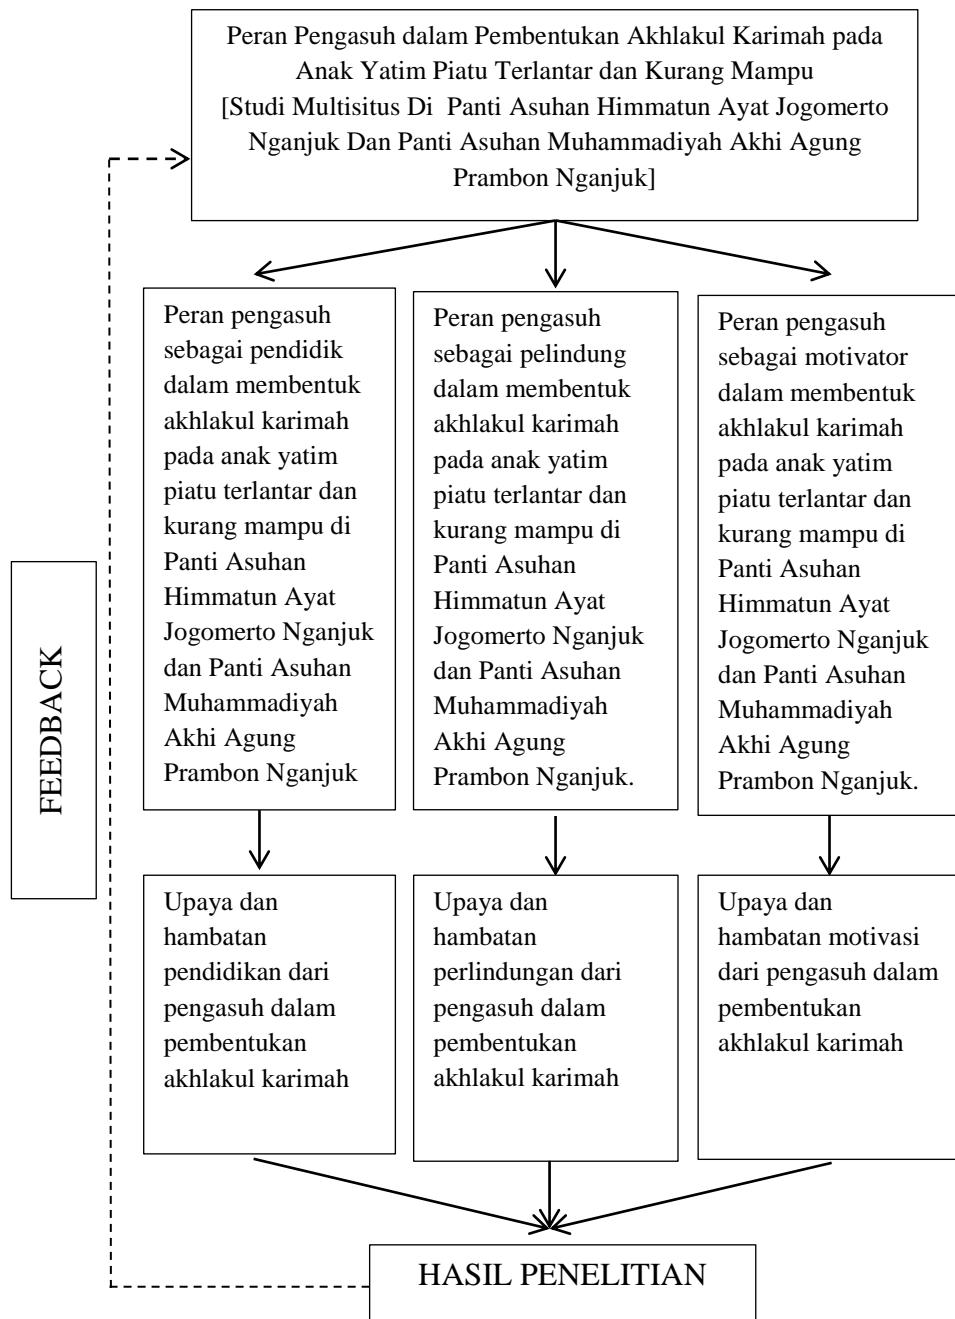 Peran Pengasuh dalam Pembentukan Akhlakul Karimah pada
Anak Yatim Piatu Terlantar dan Kurang Mampu
[Studi Multisitus Di Panti Asuhan Himmatun Ayat Jogomerto
Nganjuk Dan Panti Asuhan Muhammadiyah Akhi Agung
Prambon Nganjuk]
Peran pengasuh
sebagai pendidik
dalam membentuk
akhlakul karimah
pada anak yatim
piatu terlantar dan
kurang mampu di
Panti Asuhan
Himmatun Ayat
Jogomerto Nganjuk
dan Panti Asuhan
Muhammadiyah
Akhi Agung
Prambon Nganjuk
Peran pengasuh
sebagai pelindung
dalam membentuk
akhlakul karimah
pada anak yatim
piatu terlantar dan
kurang mampu di
Panti Asuhan
Himmatun Ayat
Jogomerto Nganjuk
dan Panti Asuhan
Muhammadiyah
Akhi Agung
Prambon Nganjuk.
Peran pengasuh
sebagai motivator
dalam membentuk
akhlakul karimah
pada anak yatim
piatu terlantar dan
kurang mampu di
Panti Asuhan
Himmatun Ayat
Jogomerto Nganjuk
dan Panti Asuhan
Muhammadiyah
Akhi Agung
Prambon Nganjuk.
FEEDBACK
Upaya dan
hambatan
pendidikan dari
pengasuh dalam
pembentukan
akhlakul karimah
Upaya dan
hambatan
perlindungan dari
pengasuh dalam
pembentukan
akhlakul karimah
Upaya dan
hambatan motivasi
dari pengasuh dalam
pembentukan
akhlakul karimah
HASIL PENELITIAN